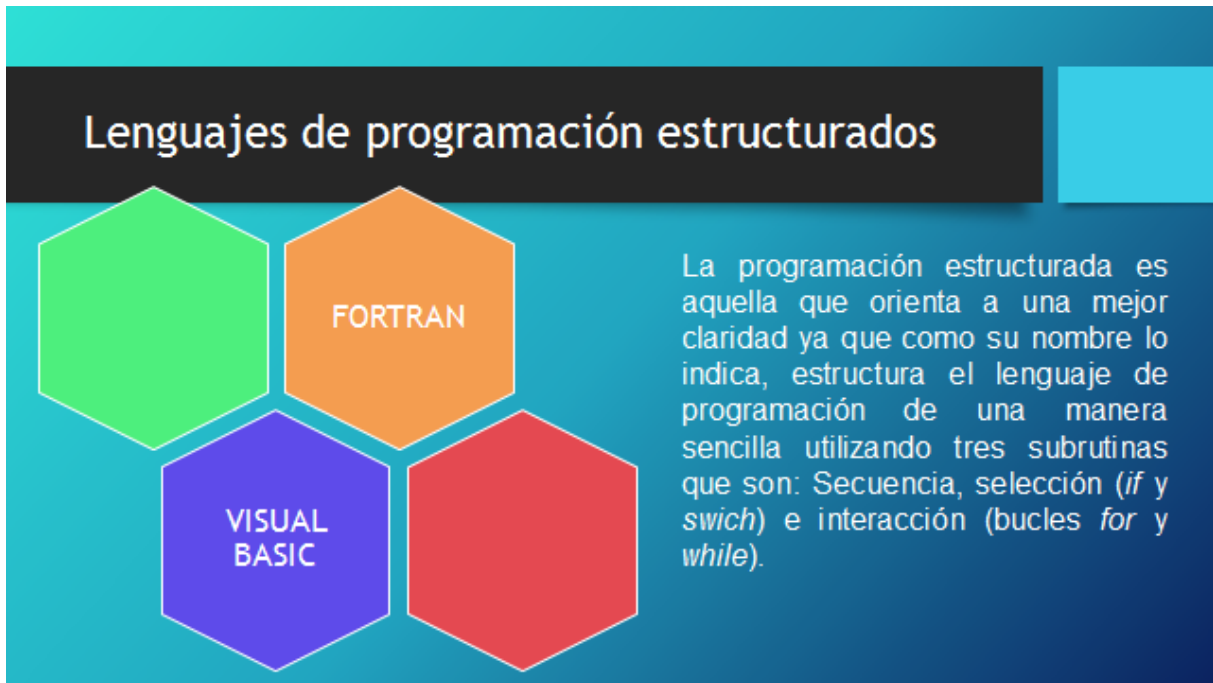 Lenguajes de programación estructurados
FORTRAN
VISUAL
BASIC
La programación estructurada es
aquella que orienta a una mejor
claridad ya que como su nombre lo
indica, estructura el lenguaje de
programación de una manera
sencilla utilizando tres subrutinas
que son: Secuencia, selección (if y
swich) e interacción (bucles for y
while).